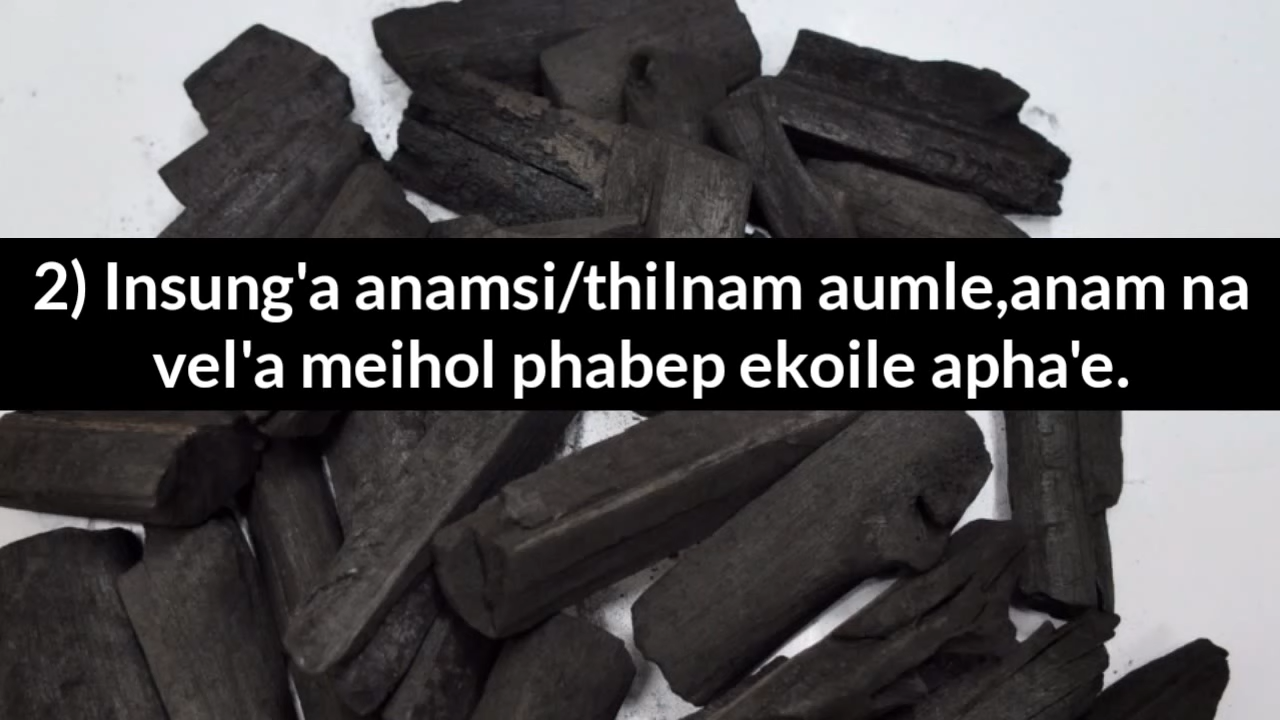 2) Insung'a anamsi/thilnam aumle,anam na
vel'a meihol phabep ekoile apha'e.